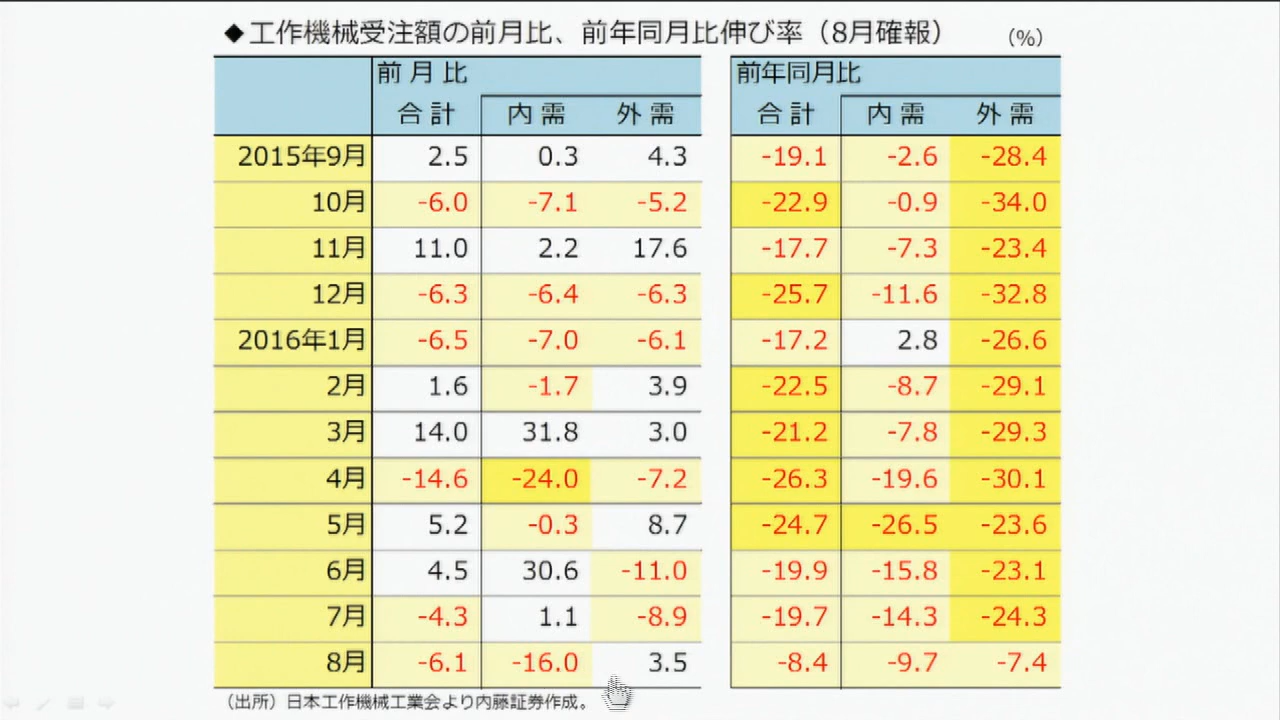 ◆工作機械受注額の前月比、前年同月比伸び率（8月確報） （%）
前月比 前年同月比
合計 内需 外需 合計 内需 外需
2015年9月 2.5 0.3 4.3 -19.1 -2.6 -28.4
10月 -6.0 -7.1 -5.2 -22.9 -0.9 -34.0
11月 11.0 2.2 17.6 -17.7 -7.3 -23.4
12月 -6.3 -6.4 -6.3 -25.7 -11.6 -32.8
2016年1月 -6.5 -7.0 -6.1 -17.2 2.8 -26.6
2月 1.6 -1.7 3.9 -22.5 -8.7 -29.1
3月 14.0 31.8 3.0 -21.2 -7.8 -29.3
4月 -14.6 -24.0 -7.2 -26.3 -19.6 -30.1
5月 5.2 -0.3 8.7 -24.7 -26.5 -23.6
6月 4.5 30.6 -11.0 -19.9 -15.8 -23.1
7月 -4.3 1.1 -8.9 -19.7 -14.3 -24.3
8月 -6.1 -16.0 3.5 -8.4 -9.7 -7.4
（出所）日本工作機械工業会より内藤証券作成。